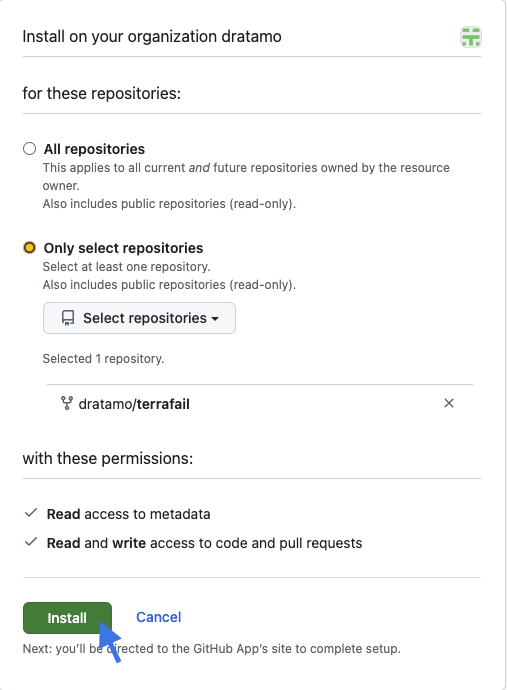 Install on your organization dratamo
for these repositories:
All repositories
This applies to all current and future repositories owned by the resource
owner.
Also includes public repositories (read-only).
Only select repositories
Select at least one repository.
Also includes public repositories (read-only).
Select repositories
Selected 1 repository.
dratamo/terrafail
with these permissions:
Read access to metadata
Read and write access to code and pull requests
Install Cancel
Next: you'll be directed to the GitHub App's site to complete setup.